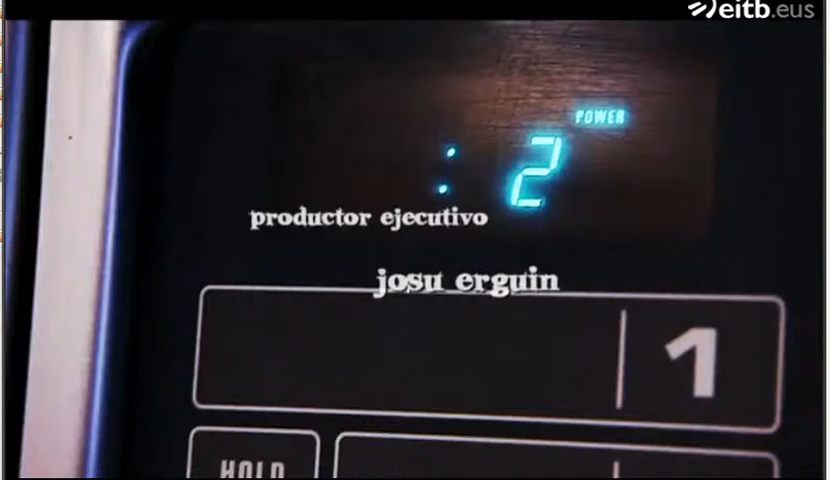 eitb.eus
POWER
: 2
productor ejecutivo
josu erguin
1
HOLD